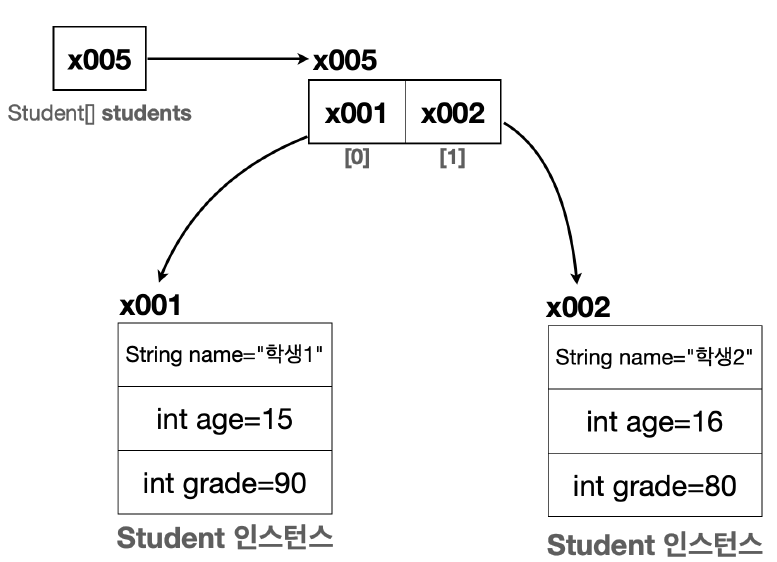 x005
x005
Student[] students
x001 x002
[0] [1]
x001
String name="학생1"
int age=15
int grade=90
Student 인스턴스
x002
String name="학생2"
int age=16
int grade=80
Student 인스턴스